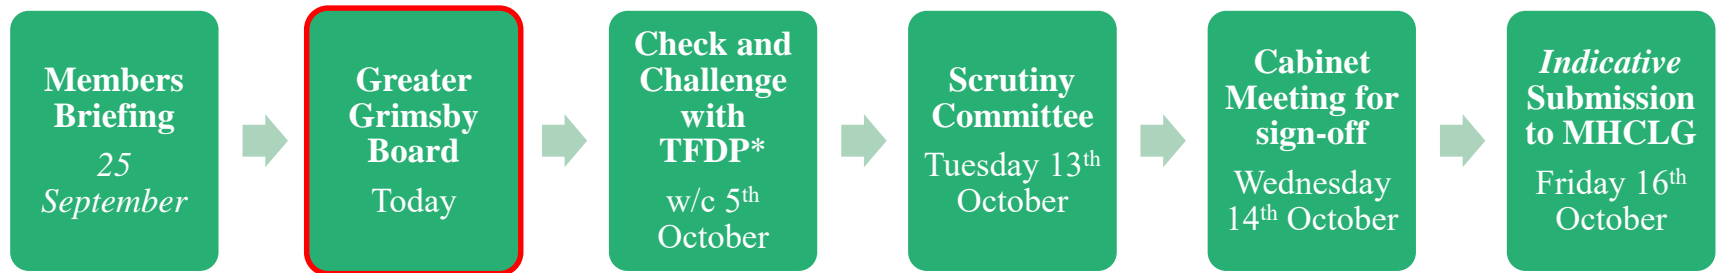 Members
Briefing
25
September
Greater
Grimsby
Board
Today
Check and
Challenge
with
TFDP*
w/c 5th
October
Scrutiny
Committee
Tuesday 13th
October
Cabinet
Meeting for
sign-off
Wednesday
14th October
Indicative
Submission
to MHCLG
Friday 16th
October